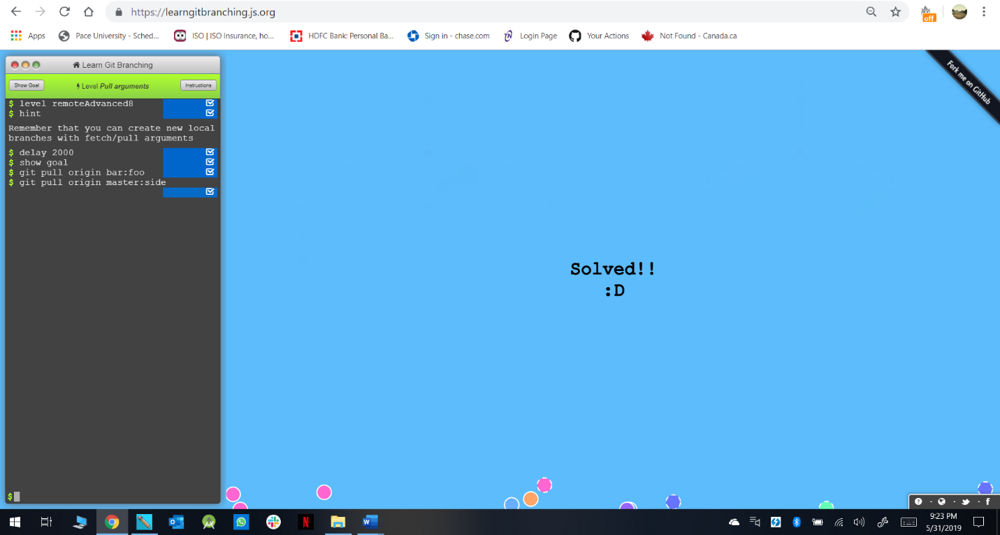 https://learngitbranching.js.org
off
Apps
Pace University - Sched...
ISO | ISO Insurance, ho...
HDFC Bank: Personal Ba...
Sign in - chase.com
Login Page
Your Actions
Not Found - Canada.ca
Learn Git Branching
Show Goal
Level Pull arguments
Instructions
Fork me on GitHub
$ level remoteAdvanced8
$ hint
Remember that you can create new local
branches with fetch/pull arguments
$ delay 2000
$ show goal
$ git pull origin bar:foo
$ git pull origin master:side
Solved!!
:D
$
9:23 PM
5/31/2019